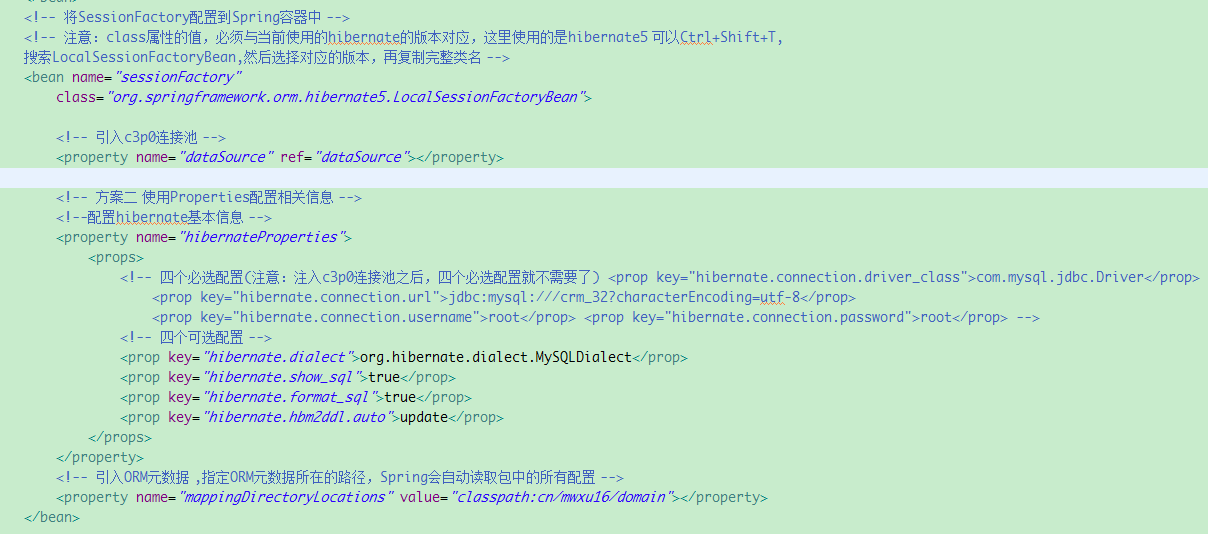 <!-- 将SessionFactory配置到Spring容器中 -->
<!-- 注意：class属性的值，必须与当前使用的hibernate的版本对应，这里使用的是hibernate5 可以Ctrl+Shift+T,
搜索LocalSessionFactoryBean,然后选择对应的版本，再复制完整类名 -->
<bean name="sessionFactory"
class="org.springframework.orm.hibernate5.LocalSessionFactoryBean">
<!-- 引入c3p0连接池 -->
<property name="dataSource" ref="dataSource"></property>
<!-- 方案二 使用Properties配置相关信息 -->
<!--配置hibernate基本信息 -->
<property name="hibernateProperties">
<props>
<!-- 四个必选配置(注意：注入c3p0连接池之后，四个必选配置就不需要了) <prop key="hibernate.connection.driver_class">com.mysql.jdbc.Driver</prop>
<prop key="hibernate.connection.url">jdbc:mysql:///crm_32?characterEncoding=utf-8</prop>
<prop key="hibernate.connection.username">root</prop> <prop key="hibernate.connection.password">root</prop> -->
<!-- 四个可选配置 -->
<prop key="hibernate.dialect">org.hibernate.dialect.MySQLDialect</prop>
<prop key="hibernate.show_sql">true</prop>
<prop key="hibernate.format_sql">true</prop>
<prop key="hibernate.hbm2ddl.auto">update</prop>
</props>
</property>
<!-- 引入ORM元数据 ,指定ORM元数据所在的路径，Spring会自动读取包中的所有配置 -->
<property name="mappingDirectoryLocations" value="classpath:cn/mwxu16/domain"></property>
</bean>